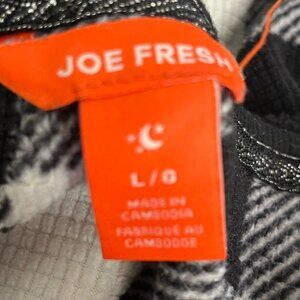 JOE FRESH
L / G
MADE IN
CAMBODIA
FABRIQUÉ AU
CAMBODGE